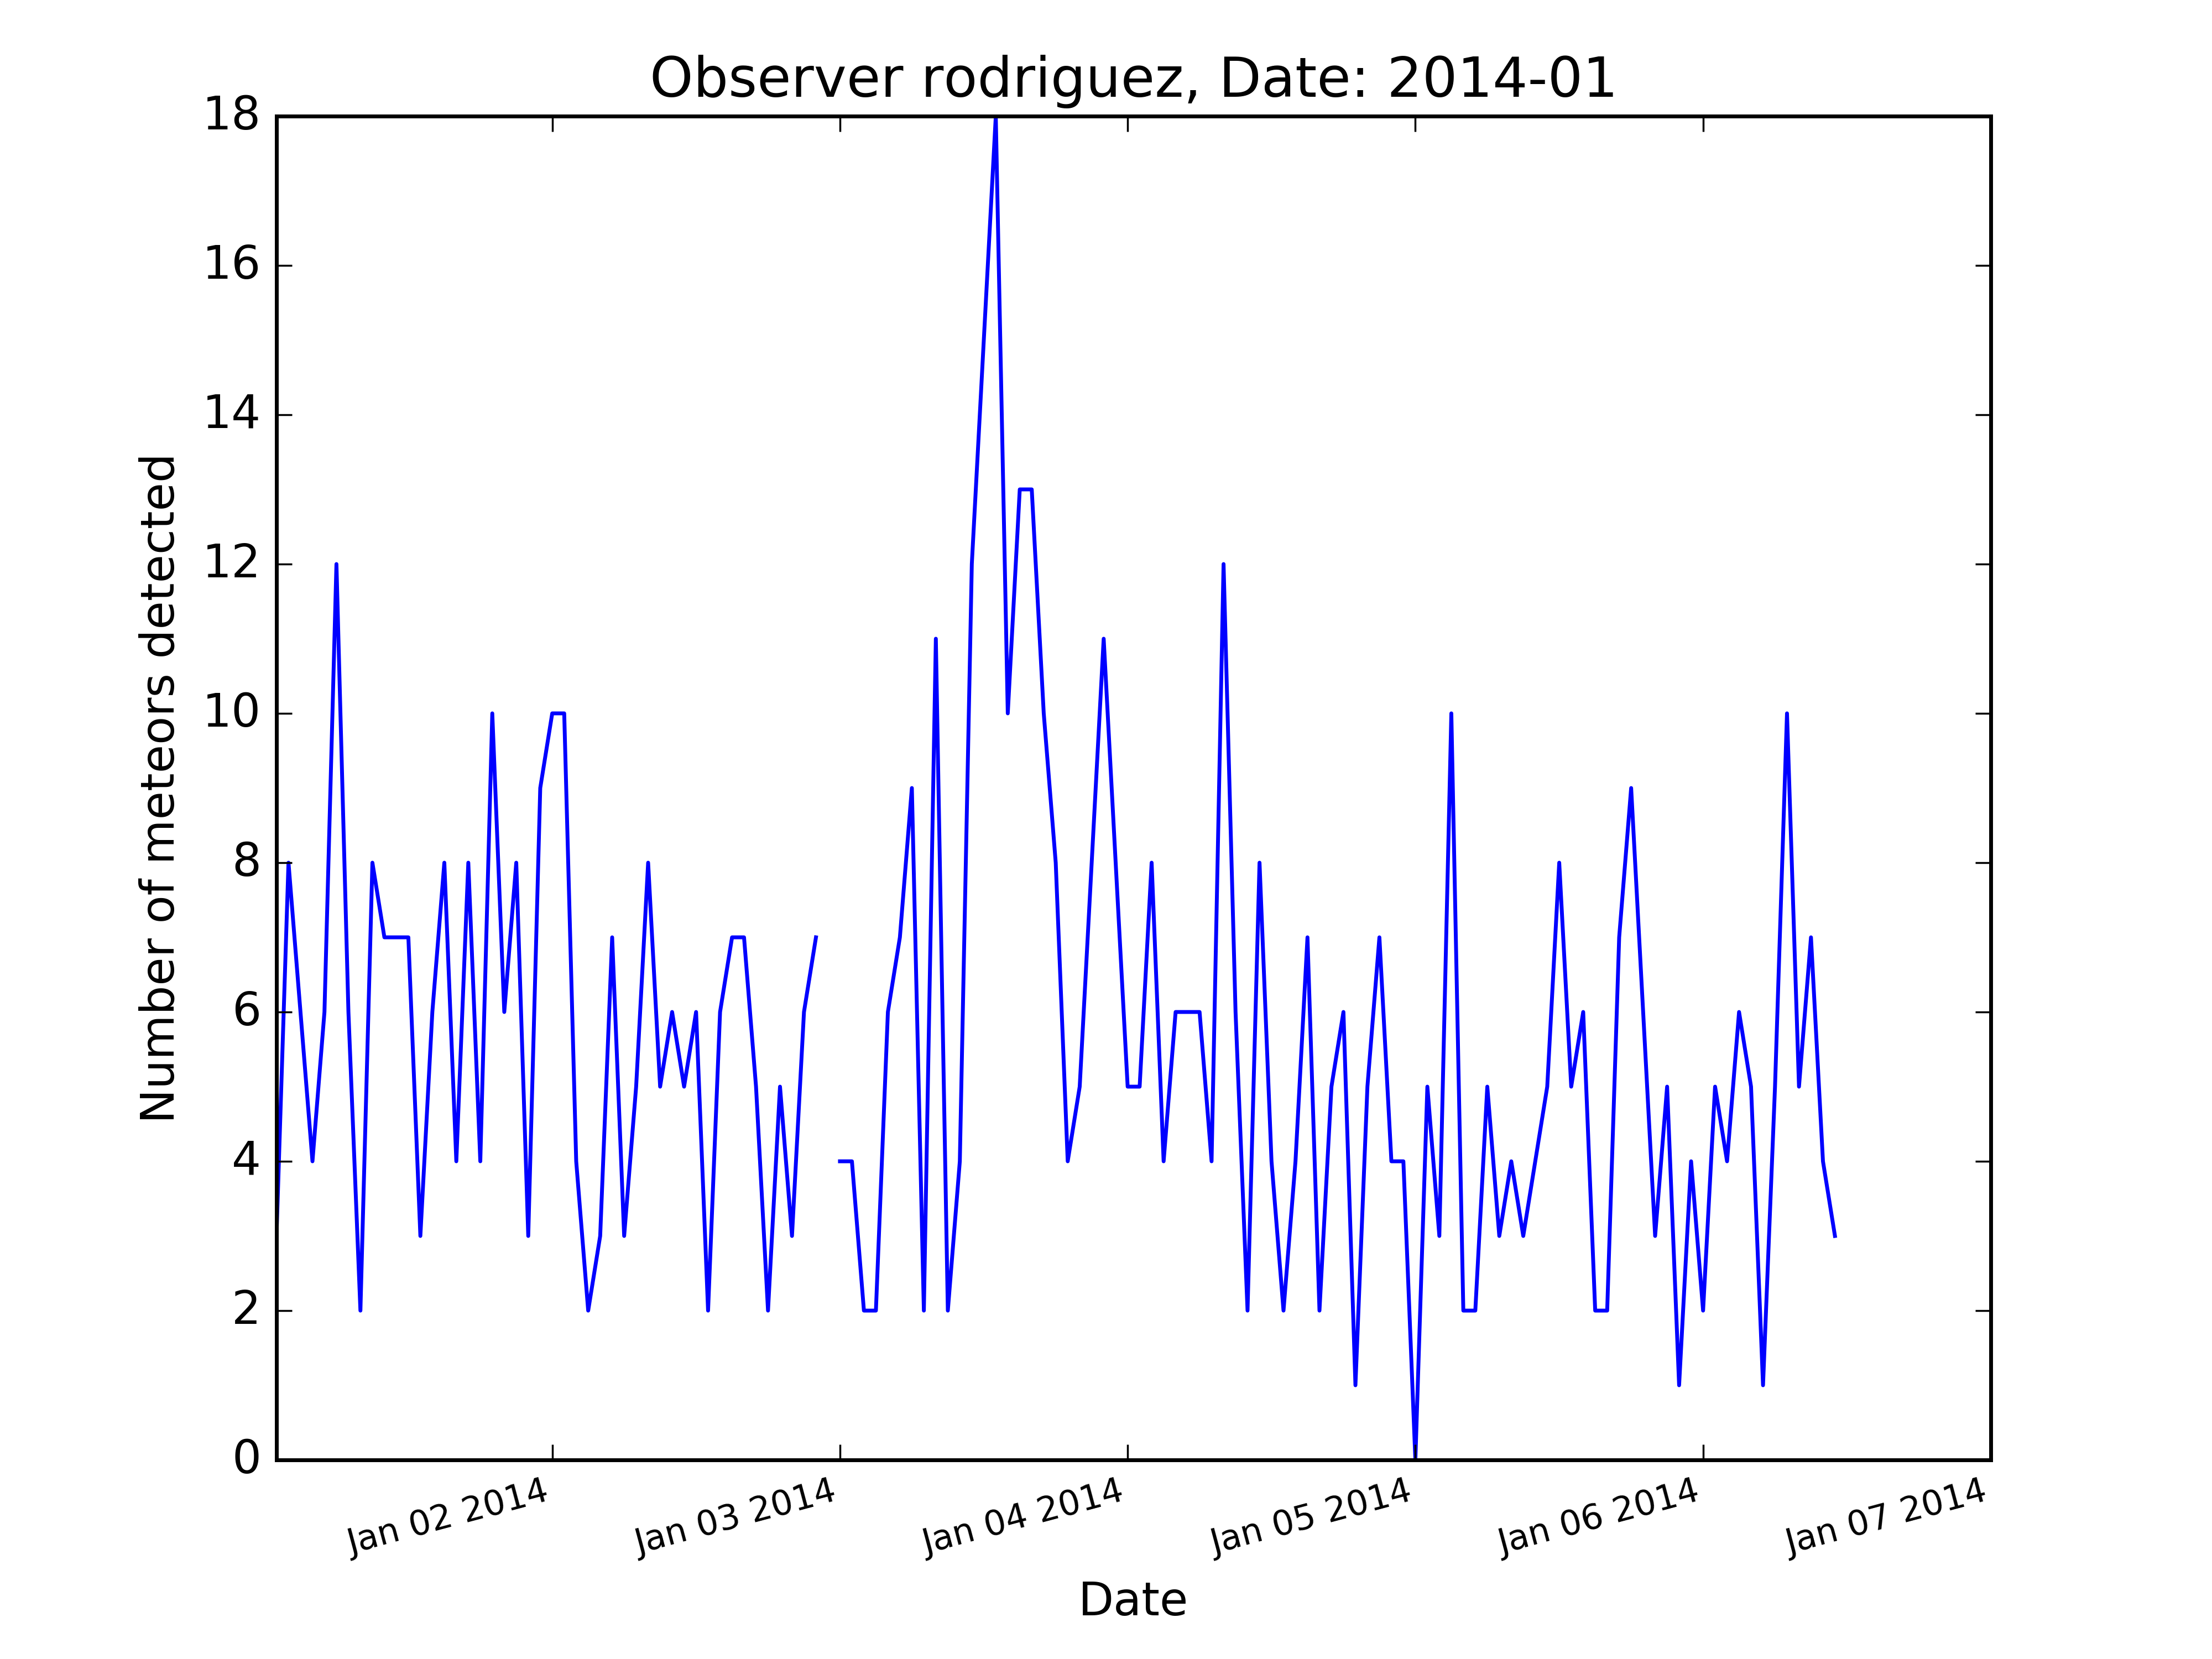 Observer rodriguez, Date: 2014-01
Number of meteors detected
18
16
14
12
10
8
6
4
2
0
Jan 02 2014
Jan 03 2014
Jan 04 2014
Jan 05 2014
Jan 06 2014
Jan 07 2014
Date